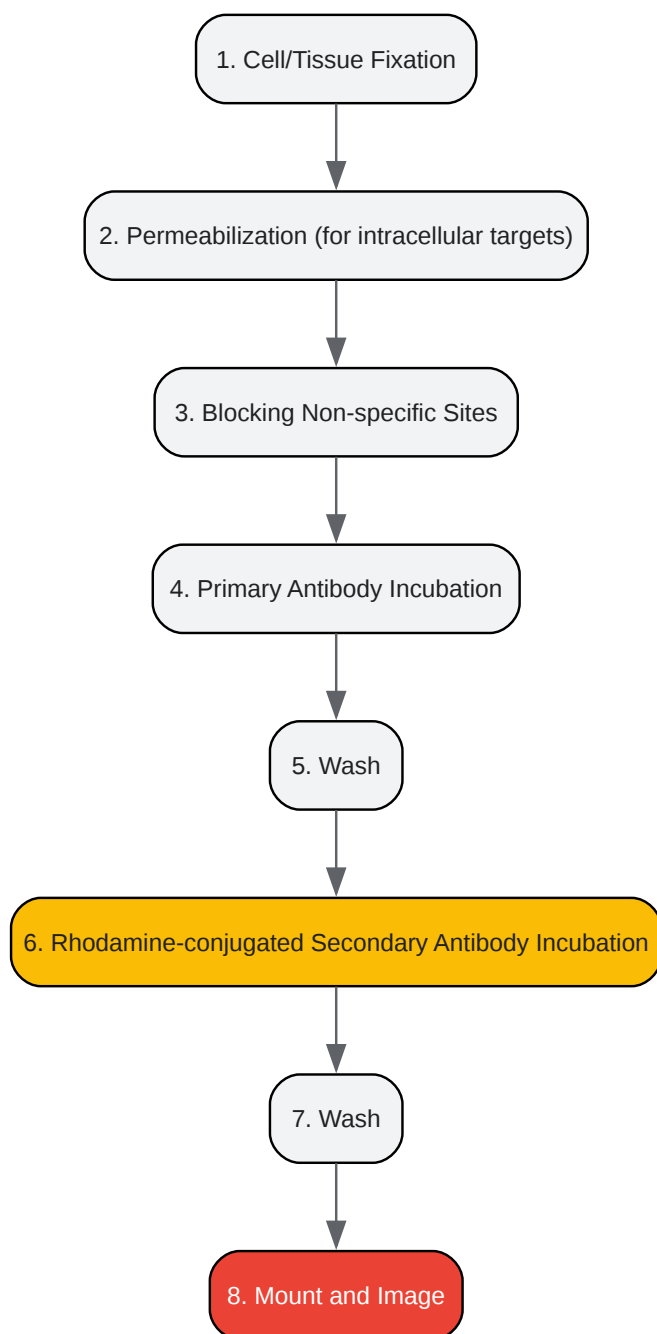 1. Cell/Tissue Fixation
2. Permeabilization (for intracellular targets)
3. Blocking Non-specific Sites
4. Primary Antibody Incubation
5. Wash
6. Rhodamine-conjugated Secondary Antibody Incubation
7. Wash
8. Mount and Image